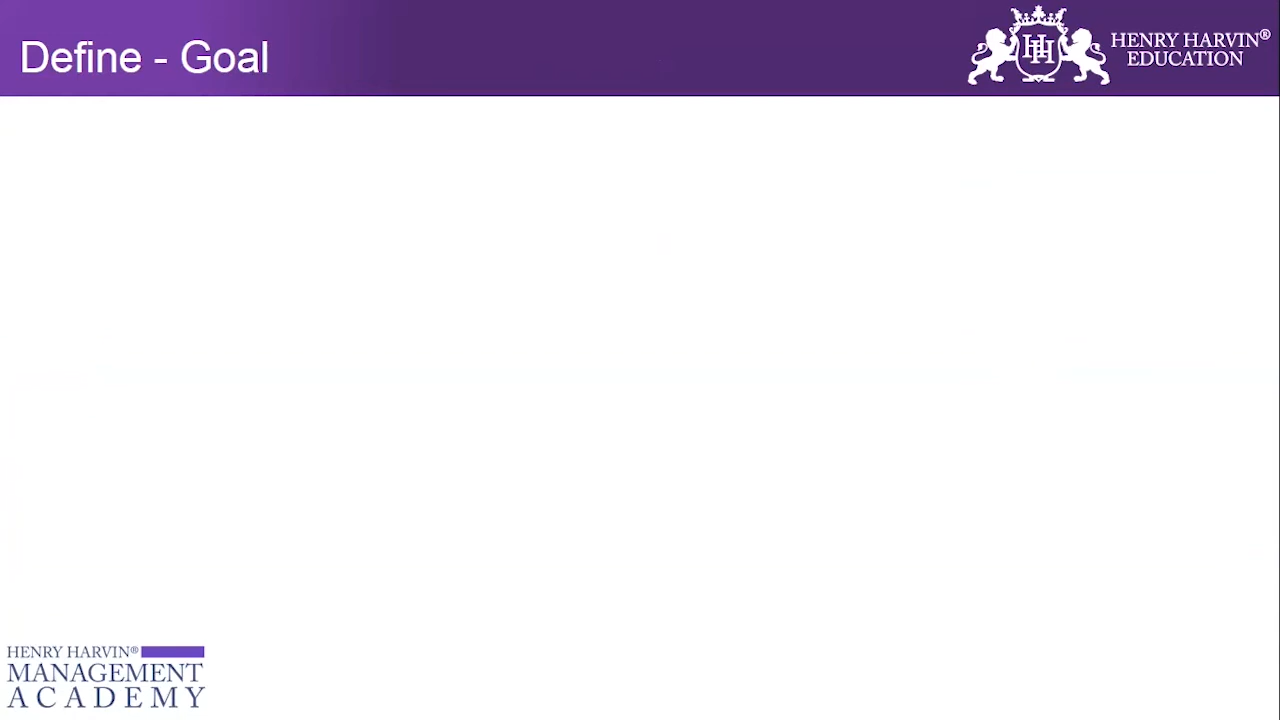 Define - Goal
HENRY HARVIN®
EDUCATION
HENRY HARVIN®
MANAGEMENT
ACADEMY